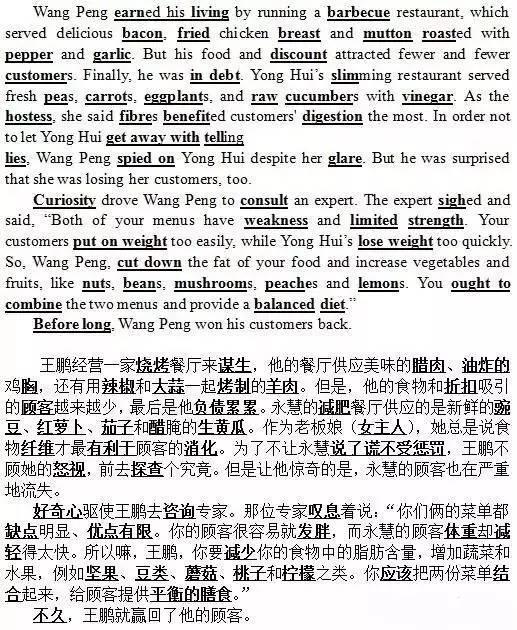 Wang Peng earned his living by running a barbecue restaurant, which
served delicious bacon, fried chicken breast and mutton roasted with
pepper and garlic. But his food and discount attracted fewer and fewer
customers. Finally, he was in debt. Yong Hui’s slimming restaurant served
fresh peas, carrots, eggplants, and raw cucumbers with vinegar. As the
hostess, she said fibres benefited customers' digestion the most. In order not
to let Yong Hui get away with telling
lies, Wang Peng spied on Yong Hui despite her glare. But he was surprised
that she was losing her customers, too.
Curiosity drove Wang Peng to consult an expert. The expert sighed and
said, “Both of your menus have weakness and limited strength. Your
customers put on weight too easily, while Yong Hui’s lose weight too quickly.
So, Wang Peng, cut down the fat of your food and increase vegetables and
fruits, like nuts, beans, mushrooms, peaches and lemons. You ought to
combine the two menus and provide a balanced diet.”
Before long, Wang Peng won his customers back.
王鹏经营一家烧烤餐厅来谋生，他的餐厅供应美味的腊肉、油炸的
鸡胸，还有用辣椒和大蒜一起烤制的羊肉。但是，他的食物和折扣吸引
的顾客越来越少，最后是他负债累累。永慧的减肥餐厅供应的是新鲜的豌
豆、红萝卜、茄子和醋腌的生黄瓜。作为老板娘（女主人），她总是说食
物纤维才最有利于顾客的消化。为了不让永慧说了谎不受惩罚，王鹏不
顾她的怒视，前去探查个究竟。但是让他惊奇的是，永慧的顾客也在严重
地流失。
好奇心驱使王鹏去咨询专家。那位专家叹息着说：“你们俩的菜单都
缺点明显、优点有限。你的顾客很容易就发胖，而永慧的顾客体重却减
轻得太快。所以嘛，王鹏，你要减少你的食物中的脂肪含量，增加蔬菜和
水果，例如坚果、豆类、蘑菇、桃子和柠檬之类。你应该把两份菜单结
合起来，给顾客提供平衡的膳食。”
不久，王鹏就赢回了他的顾客。